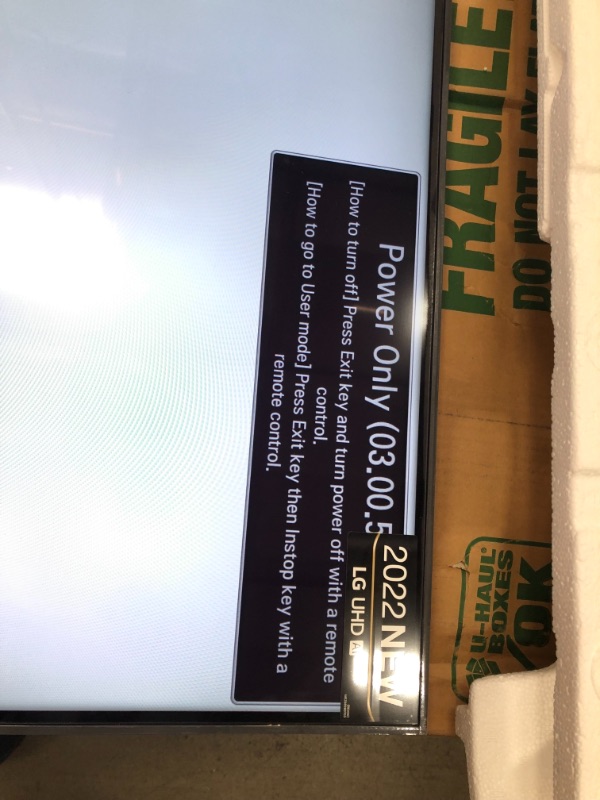 Power Only (03.00.5
[How to turn off] Press Exit key and turn power off with a remote
control.
[How to go to User mode] Press Exit key then Instop key with a
remote control.
2022 NEW
LG UHD AI
FRAGILE
DO NOT LAY
U-HAUL
BOXES